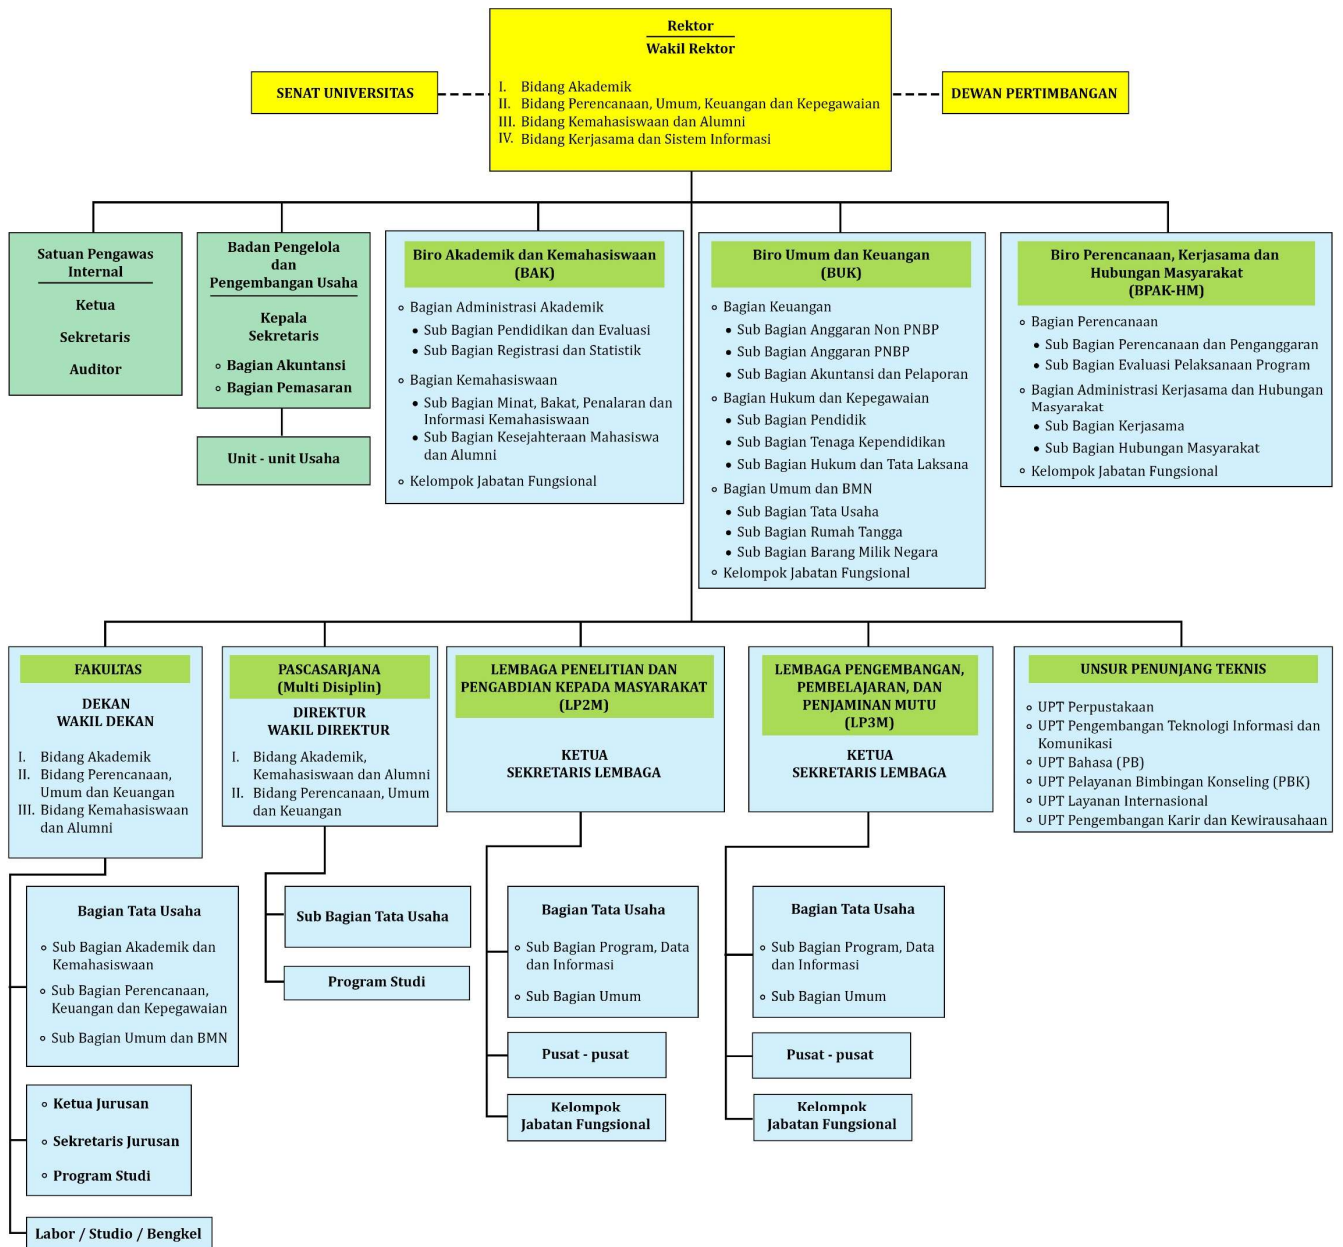 Rektor
Wakil Rektor
I. Bidang Akademik
II. Bidang Perencanaan, Umum, Keuangan dan Kepegawaian
III. Bidang Kemahasiswaan dan Alumni
IV. Bidang Kerjasama dan Sistem Informasi
SENAT UNIVERSITAS
DEWAN PERTIMBANGAN
Satuan Pengawas
Internal
Ketua
Sekretaris
Auditor
Badan Pengelola
dan
Pengembangan Usaha
Kepala
Sekretaris
Bagian Akuntansi
Bagian Pemasaran
Unit - unit Usaha
Biro Akademik dan Kemahasiswaan
(BAK)
Bagian Administrasi Akademik
Sub Bagian Pendidikan dan Evaluasi
Sub Bagian Registrasi dan Statistik
Bagian Kemahasiswaan
Sub Bagian Minat, Bakat, Penalaran dan
Informasi Kemahasiswaan
Sub Bagian Kesejahteraan Mahasiswa
dan Alumni
Kelompok Jabatan Fungsional
Biro Umum dan Keuangan
(BUK)
Bagian Keuangan
Sub Bagian Anggaran Non PNBP
Sub Bagian Anggaran PNBP
Sub Bagian Akuntansi dan Pelaporan
Bagian Hukum dan Kepegawaian
Sub Bagian Pendidik
Sub Bagian Tenaga Kependidikan
Sub Bagian Hukum dan Tata Laksana
Bagian Umum dan BMN
Sub Bagian Tata Usaha
Sub Bagian Rumah Tangga
Sub Bagian Barang Milik Negara
Kelompok Jabatan Fungsional
Biro Perencanaan, Kerjasama dan
Hubungan Masyarakat
(BPAK-HM)
Bagian Perencanaan
Sub Bagian Perencanaan dan Penganggaran
Sub Bagian Evaluasi Pelaksanaan Program
Bagian Administrasi Kerjasama dan Hubungan
Masyarakat
Sub Bagian Kerjasama
Sub Bagian Hubungan Masyarakat
Kelompok Jabatan Fungsional
FAKULTAS
DEKAN
WAKIL DEKAN
I. Bidang Akademik
II. Bidang Perencanaan,
Umum dan Keuangan
III. Bidang Kemahasiswaan
dan Alumni
Bagian Tata Usaha
Sub Bagian Akademik dan
Kemahasiswaan
Sub Bagian Perencanaan,
Keuangan dan Kepegawaian
Sub Bagian Umum dan BMN
Ketua Jurusan
Sekretaris Jurusan
Program Studi
Labor / Studio / Bengkel
PASCASARJANA
(Multi Disiplin)
DIREKTUR
WAKIL DIREKTUR
I. Bidang Akademik,
Kemahasiswaan dan Alumni
II. Bidang Perencanaan, Umum
dan Keuangan
Sub Bagian Tata Usaha
Program Studi
LEMBAGA PENELITIAN DAN
PENGABDIAN KEPADA MASYARAKAT
(LP2M)
KETUA
SEKRETARIS LEMBAGA
Bagian Tata Usaha
Sub Bagian Program, Data
dan Informasi
Sub Bagian Umum
Pusat - pusat
Kelompok
Jabatan Fungsional
LEMBAGA PENGEMBANGAN,
PEMBELAJARAN, DAN
PENJAMINAN MUTU
(LP3M)
KETUA
SEKRETARIS LEMBAGA
Bagian Tata Usaha
Sub Bagian Program, Data
dan Informasi
Sub Bagian Umum
Pusat - pusat
Kelompok
Jabatan Fungsional
UNSUR PENUNJANG TEKNIS
UPT Perpustakaan
UPT Pengembangan Teknologi Informasi dan
Komunikasi
UPT Bahasa (PB)
UPT Pelayanan Bimbingan Konseling (PBK)
UPT Layanan Internasional
UPT Pengembangan Karir dan Kewirausahaan